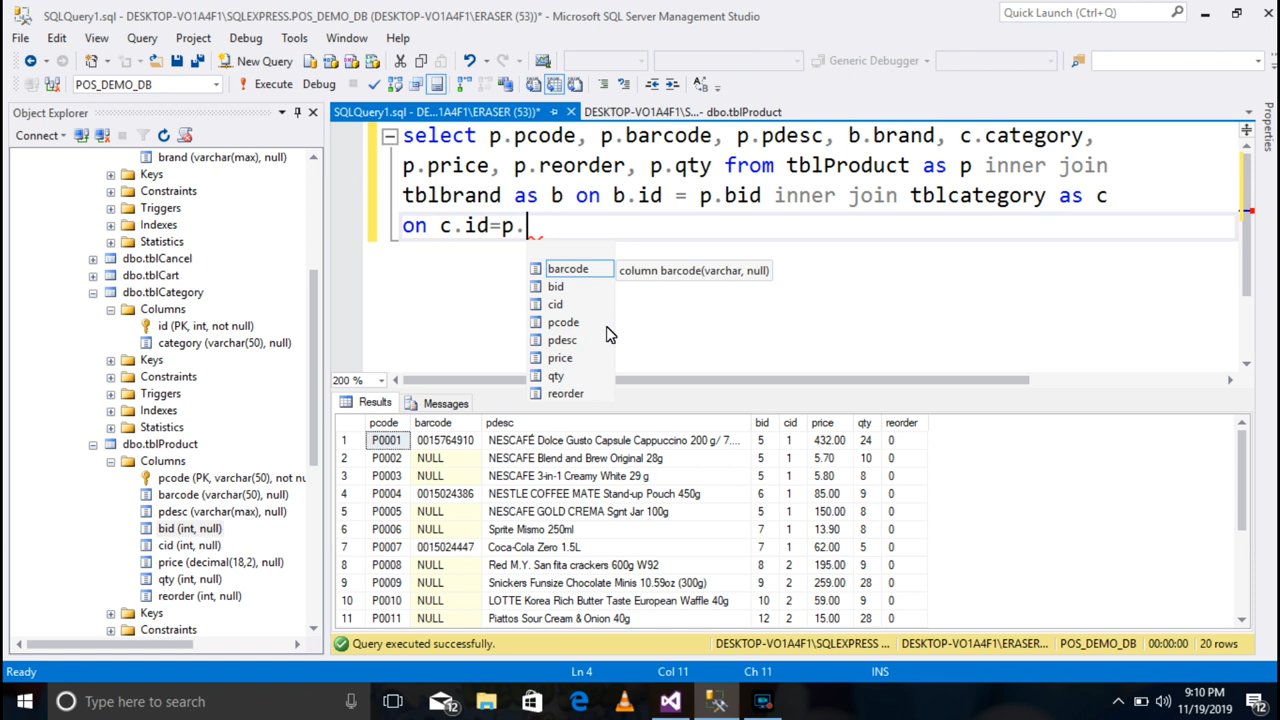 SQLQuery1.sql - DESKTOP-VO1A4F1\SQLEXPRESS.POS_DEMO_DB (DESKTOP-VO1A4F1\ERASER (53))* - Microsoft SQL Server Management Studio
Quick Launch (Ctrl+Q)
File Edit View Query Project Debug Tools Window Help
New Query
Generic Debugger
POS_DEMO_DB
Execute Debug
Object Explorer
SQLQuery1.sql - DE...1A4F1\ERASER (53))*
DESKTOP-VO1A4F1\S...- dbo.tblProduct
Properties
Connect
brand (varchar(max), null)
Keys
Constraints
Triggers
Indexes
Statistics
dbo.tblCancel
dbo.tblCart
dbo.tblCategory
Columns
id (PK, int, not null)
category (varchar(50), null)
Keys
Constraints
Triggers
Indexes
Statistics
dbo.tblProduct
Columns
pcode (PK, varchar(50), nu
barcode (varchar(50), null)
pdesc (varchar(max), null)
bid (int, null)
cid (int, null)
price (decimal(18,2), null)
qty (int, null)
reorder (int, null)
Keys
Constraints
select p.pcode, p.barcode, p.pdesc, b.brand, c.category,
p.price, p.reorder, p.qty from tblProduct as p inner join
tblbrand as b on b.id = p.bid inner join tblcategory as c
on c.id=p.
barcode
column barcode(varchar, null)
bid
cid
pcode
pdesc
price
qty
reorder
200 %
Results Messages
pcode barcode pdesc bid cid price qty reorder
1 P0001 0015764910 NESCAFÉ Dolce Gusto Capsule Cappuccino 200 g/ 7.... 5 1 432.00 24 0
2 P0002 NULL NESCAFE Blend and Brew Original 28g 5 1 5.70 10 0
3 P0003 NULL NESCAFE 3-in-1 Creamy White 29 g 5 1 5.80 8 0
4 P0004 0015024386 NESTLE COFFEE MATE Stand-up Pouch 450g 6 1 85.00 9 0
5 P0005 NULL NESCAFE GOLD CREMA Sgnt Jar 100g 5 1 150.00 8 0
6 P0006 NULL Sprite Mismo 250ml 7 1 13.90 8 0
7 P0007 0015024447 Coca-Cola Zero 1.5L 7 1 62.00 5 0
8 P0008 NULL Red M.Y. San fita crackers 600g W92 8 2 195.00 9 0
9 P0009 NULL Snickers Funsize Chocolate Minis 10.59oz (300g) 9 2 259.00 28 0
10 P0010 NULL LOTTE Korea Rich Butter Taste European Waffle 40g 10 2 59.00 9 0
11 P0011 NULL Piattos Sour Cream & Onion 40g 12 2 15.00 28 0
Query executed successfully.
DESKTOP-VO1A4F1\SQLEXPRESS ... DESKTOP-VO1A4F1\ERASER... POS_DEMO_DB 00:00:00 20 rows
Ready
Ln 4 Col 11 Ch 11 INS
Type here to search
12
9:10 PM
11/19/2019
12